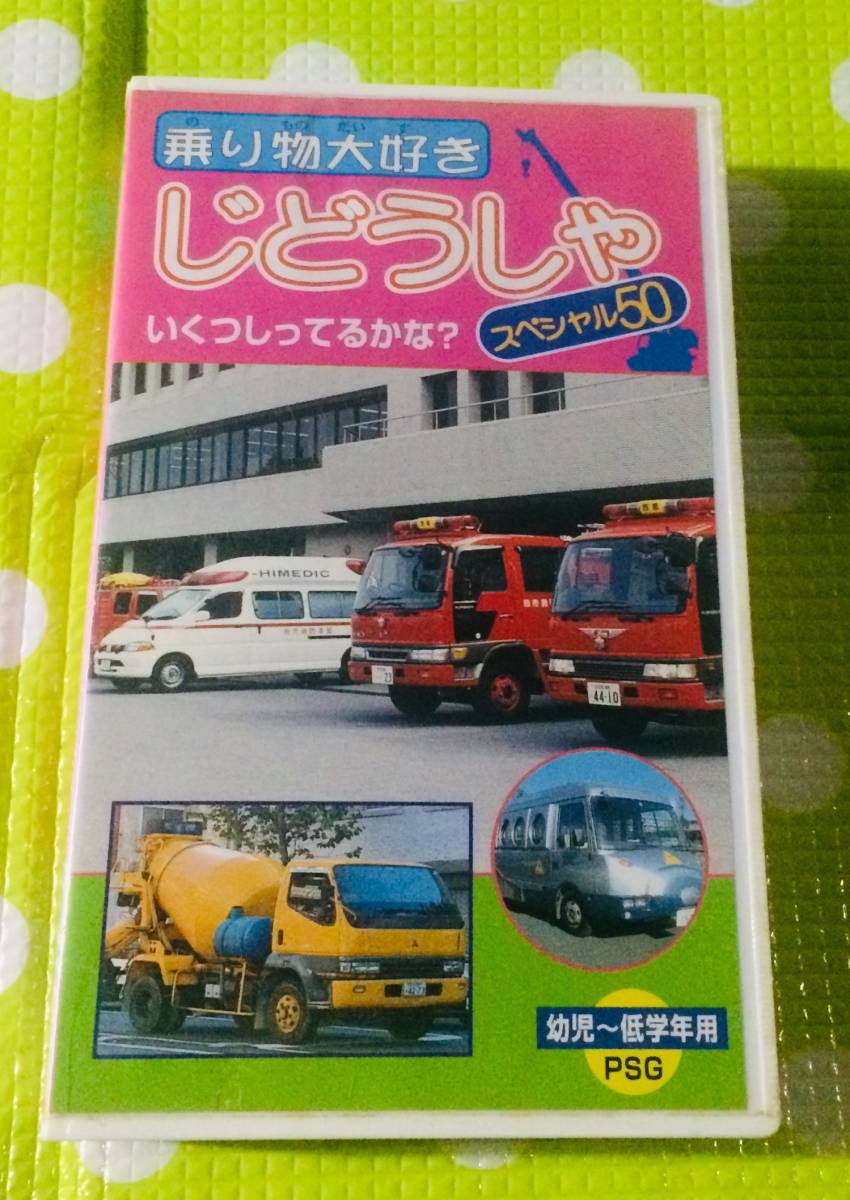 の もの だい す
乗り物大好き
じどうしゃ
いくつしってるかな?
スペシャル50
HIMEDIC
23
44-10
幼児～低学年用
PSG